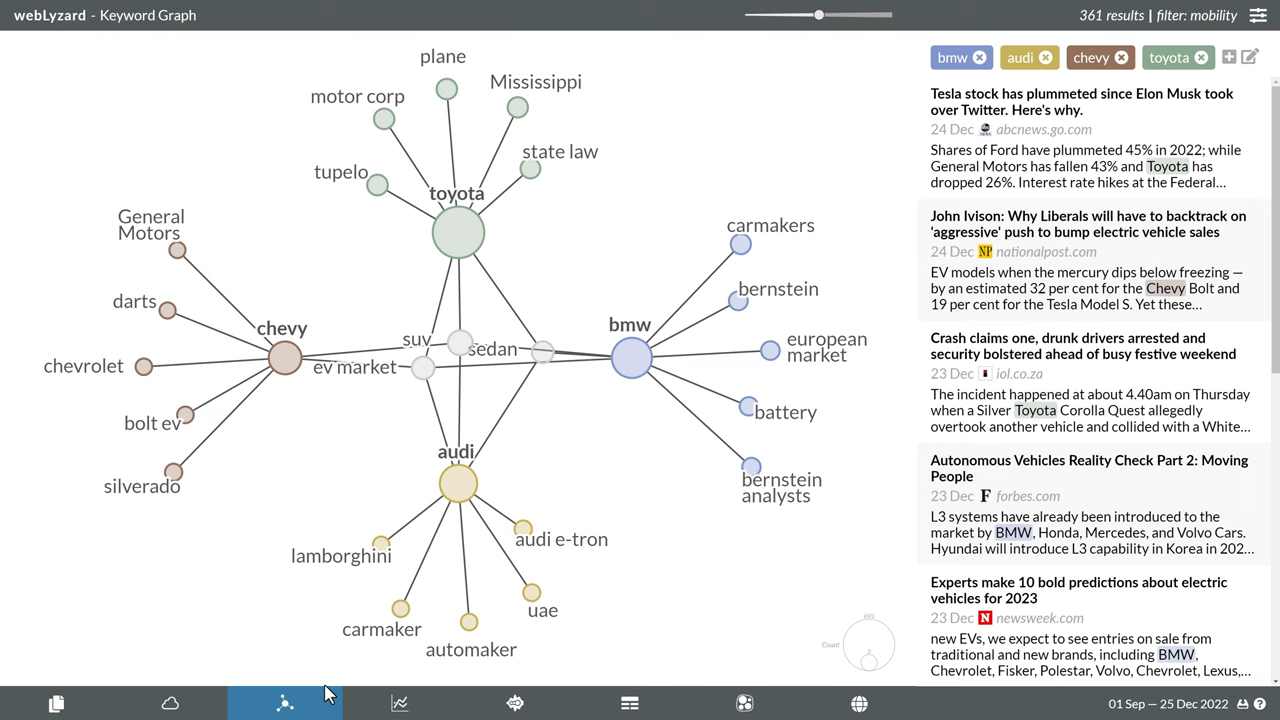 webLyzard - Keyword Graph
361 results | filter: mobility
plane
Mississippi
motor corp
state law
tupelo
toyota
General
Motors
darts
chevy
chevrolet
bolt ev
silverado
suv
sedan
ev market
carmakers
bernstein
bmw
european
market
battery
bernstein
analysts
audi
audi e-tron
lamborghini
uae
carmaker
automaker
Count
693
2
bmw
audi
chevy
toyota
Tesla stock has plummeted since Elon Musk took
over Twitter. Here's why.
24 Dec abcnews.go.com
Shares of Ford have plummeted 45% in 2022; while
General Motors has fallen 43% and Toyota has
dropped 26%. Interest rate hikes at the Federal...
John Ivison: Why Liberals will have to backtrack on
'aggressive' push to bump electric vehicle sales
24 Dec NP nationalpost.com
EV models when the mercury dips below freezing —
by an estimated 32 per cent for the Chevy Bolt and
19 per cent for the Tesla Model S. Yet these...
Crash claims one, drunk drivers arrested and
security bolstered ahead of busy festive weekend
23 Dec iol.co.za
The incident happened at about 4.40am on Thursday
when a Silver Toyota Corolla Quest allegedly
overtook another vehicle and collided with a White...
Autonomous Vehicles Reality Check Part 2: Moving
People
23 Dec F forbes.com
L3 systems have already been introduced to the
market by BMW, Honda, Mercedes, and Volvo Cars.
Hyundai will introduce L3 capability in Korea in 202...
Experts make 10 bold predictions about electric
vehicles for 2023
23 Dec N newsweek.com
new EVs, we expect to see entries on sale from
traditional and new brands, including BMW,
Chevrolet, Fisker, Polestar, Volvo, Chevrolet, Lexus,...
01 Sep — 25 Dec 2022